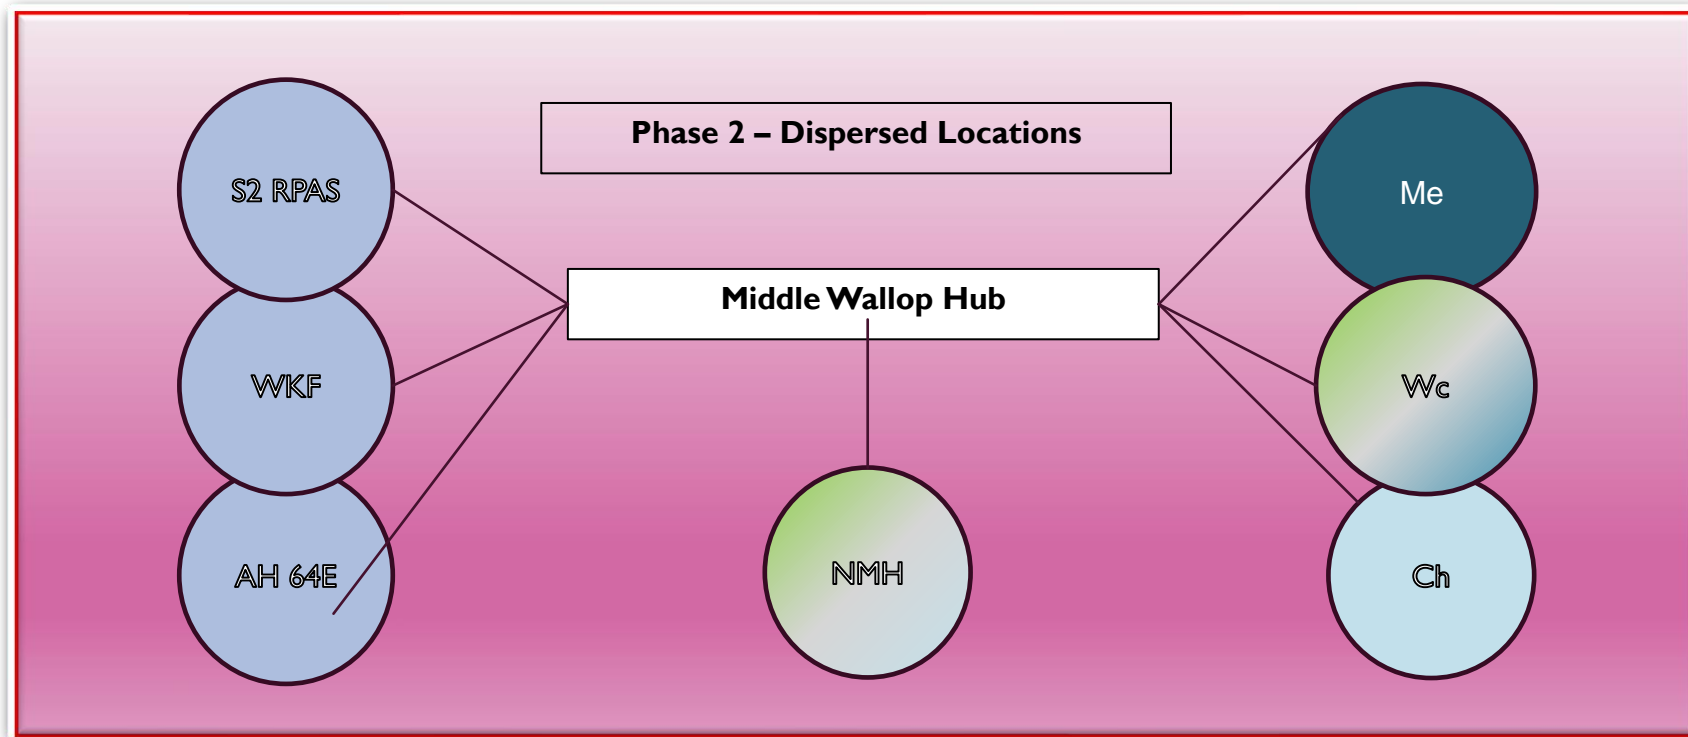 Phase 2 – Dispersed Locations
S2 RPAS
Me
Middle Wallop Hub
WKF
Wc
AH 64E
NMH
Ch